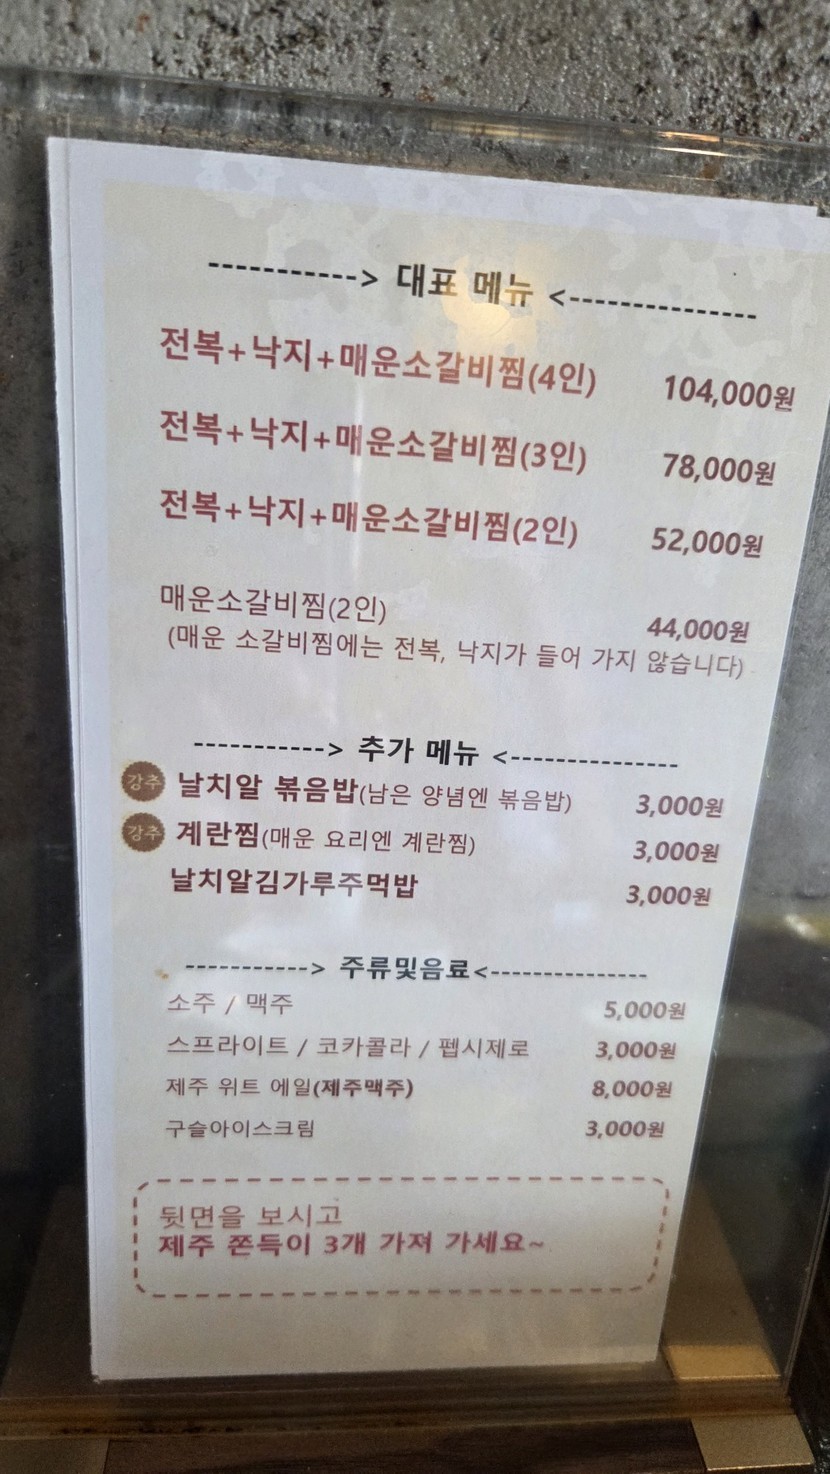 -----------> 대표 메뉴 <---------------
전복+낙지+매운소갈비찜(4인) 104,000원
전복+낙지+매운소갈비찜(3인) 78,000원
전복+낙지+매운소갈비찜(2인) 52,000원
매운소갈비찜(2인) 44,000원
(매운 소갈비찜에는 전복, 낙지가 들어 가지 않습니다)
-----------> 추가 메뉴 <---------------
강추 날치알 볶음밥(남은 양념엔 볶음밥) 3,000원
강추 계란찜(매운 요리엔 계란찜) 3,000원
날치알김가루주먹밥 3,000원
-----------> 주류및음료<---------------
소주 / 맥주 5,000원
스프라이트 / 코카콜라 / 펩시제로 3,000원
제주 위트 에일(제주맥주) 8,000원
구슬아이스크림 3,000원
뒷면을 보시고
제주 쫀득이 3개 가져 가세요~